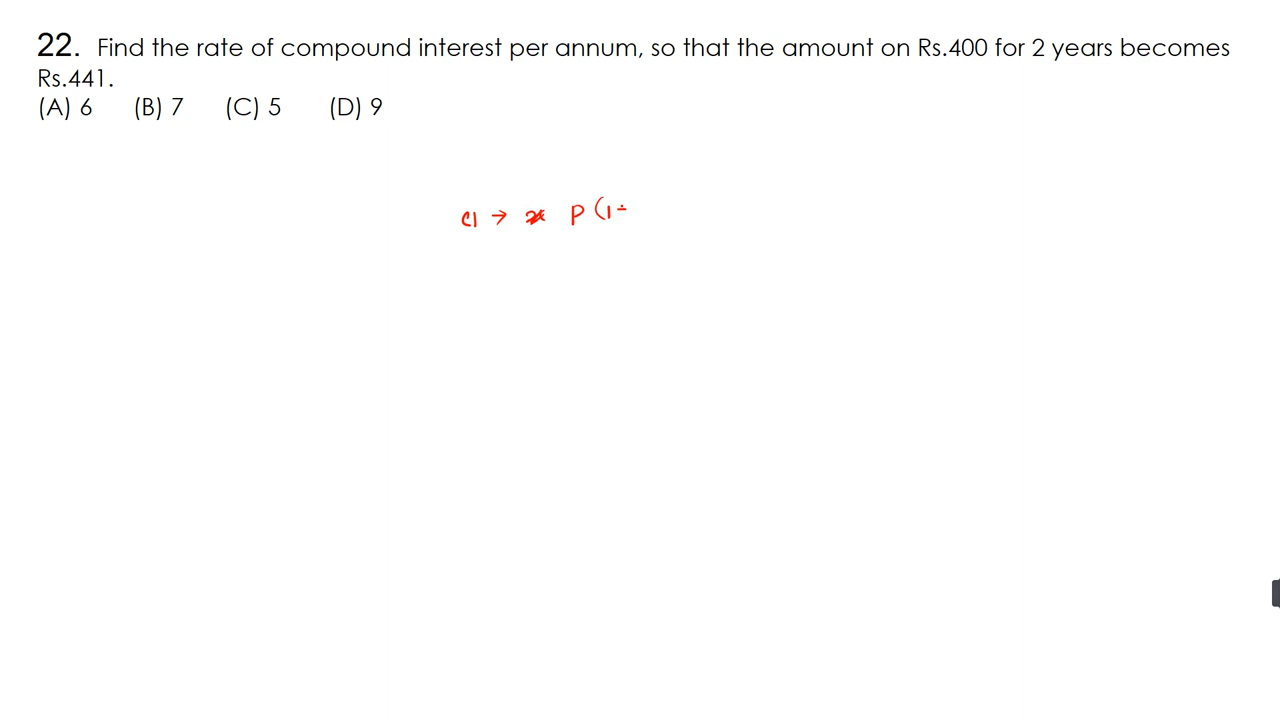 22. Find the rate of compound interest per annum, so that the amount on Rs.400 for 2 years becomes
Rs.441.
(A) 6 (B) 7 (C) 5 (D) 9
CI → P (1 +